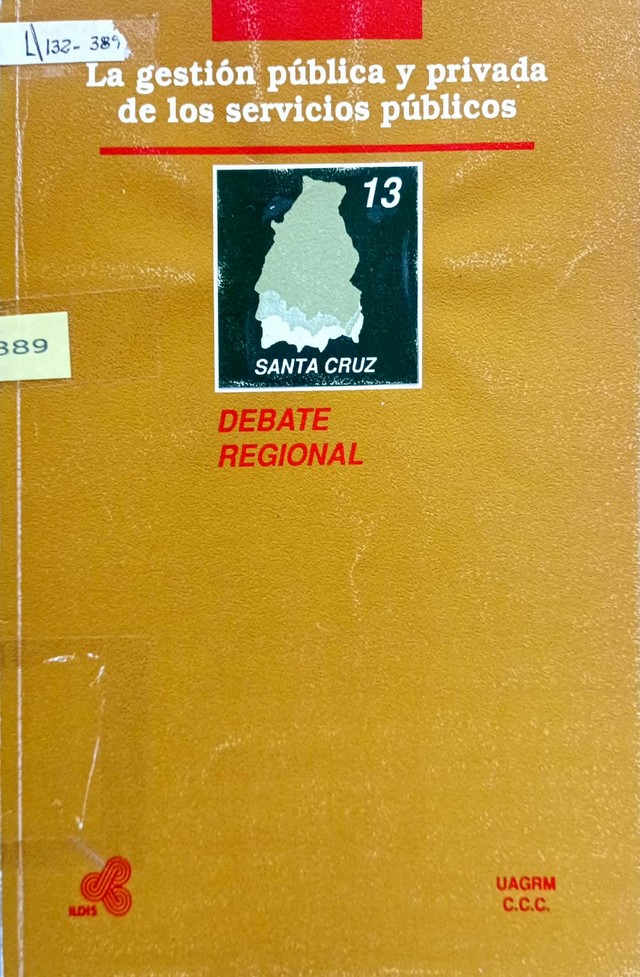 L\132-389
La gestión pública y privada
de los servicios públicos
13
389
SANTA CRUZ
DEBATE
REGIONAL
ILDIS
UAGRM
C.C.C.